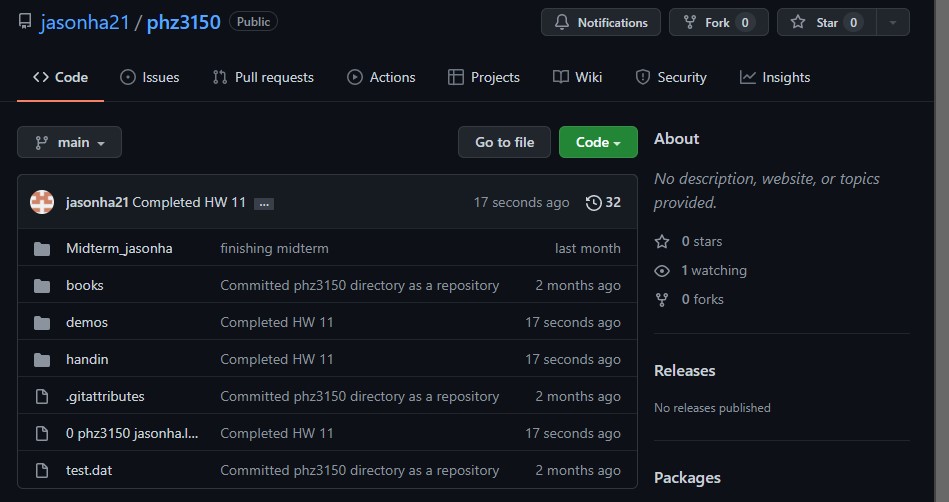 jasonha21 / phz3150 Public
Notifications Fork 0 Star 0
Code Issues Pull requests Actions Projects Wiki Security Insights
main Go to file Code
jasonha21 Completed HW 11 ... 17 seconds ago 32
Midterm_jasonha finishing midterm last month
books Committed phz3150 directory as a repository 2 months ago
demos Completed HW 11 17 seconds ago
handin Completed HW 11 17 seconds ago
.gitattributes Committed phz3150 directory as a repository 2 months ago
0 phz3150 jasonha.l... Completed HW 11 17 seconds ago
test.dat Committed phz3150 directory as a repository 2 months ago
About
No description, website, or topics
provided.
0 stars
1 watching
0 forks
Releases
No releases published
Packages